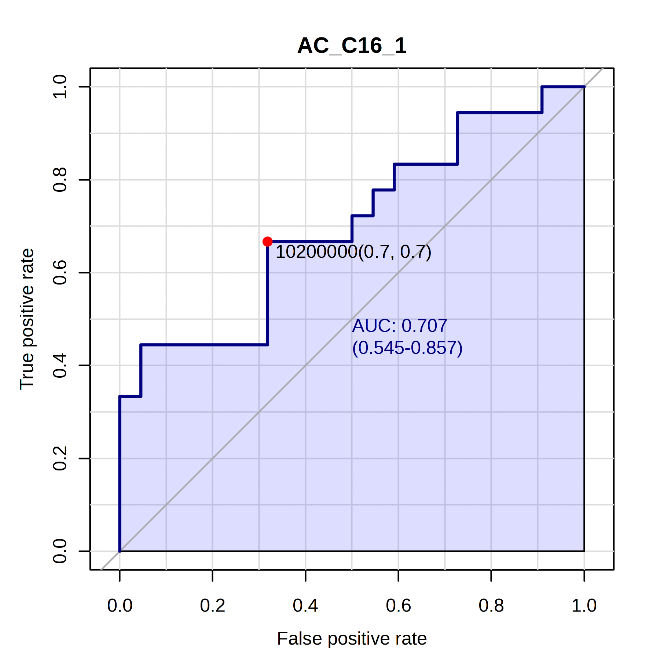 AC_C16_1
1.0
0.8
0.6
0.4
0.2
0.0
True positive rate
10200000(0.7, 0.7)
AUC: 0.707
(0.545-0.857)
0.0 0.2 0.4 0.6 0.8 1.0
False positive rate